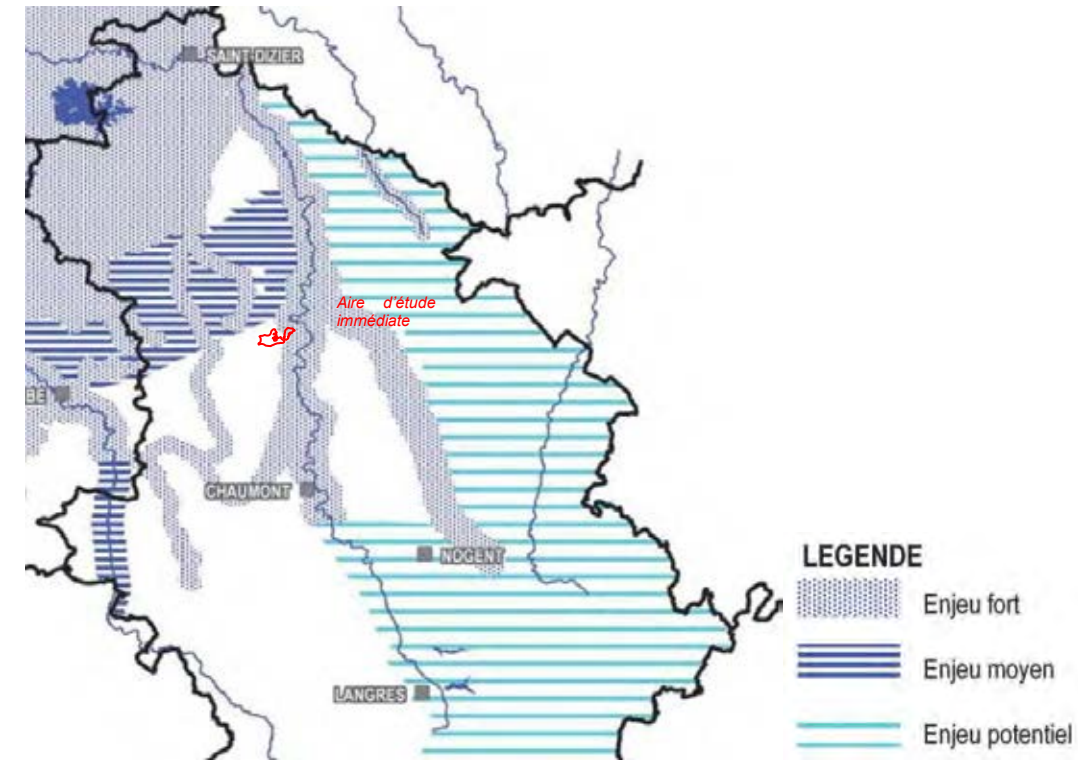 SAINT-DIZIER
Aire d'étude
immédiate
BE
CHAUMONT
NOGENT
LANGRES
LEGENDE
Enjeu fort
Enjeu moyen
Enjeu potentiel